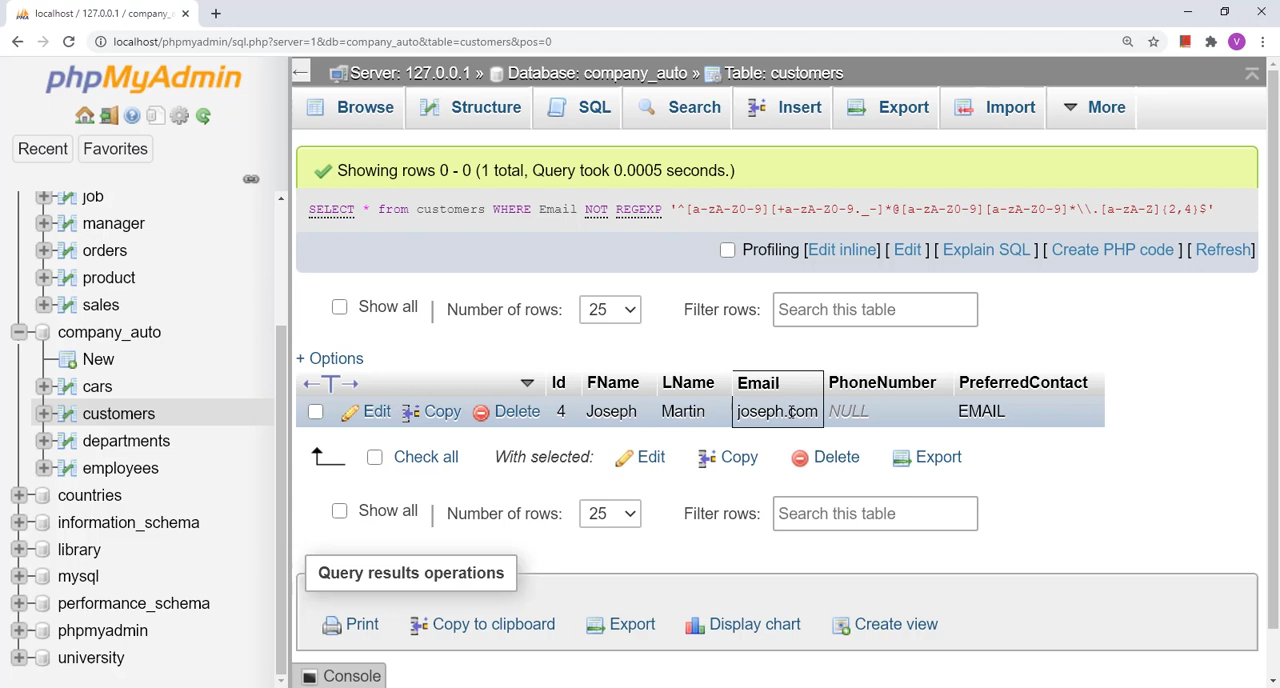 localhost / 127.0.0.1 / company_
localhost/phpmyadmin/sql.php?server=1&db=company_auto&table=customers&pos=0
phpMyAdmin
Recent Favorites
job
manager
orders
product
sales
company_auto
New
cars
customers
departments
employees
countries
information_schema
library
mysql
performance_schema
phpmyadmin
university
Server: 127.0.0.1 » Database: company_auto » Table: customers
Browse Structure SQL Search Insert Export Import More
Showing rows 0 - 0 (1 total, Query took 0.0005 seconds.)
SELECT * from customers WHERE Email NOT REGEXP '^[a-zA-Z0-9][+a-zA-Z0-9._-]*@[a-zA-Z0-9][a-zA-Z0-9]*\\.[a-zA-Z]{2,4}$'
Profiling [Edit inline] [ Edit ] [ Explain SQL ] [ Create PHP code ] [ Refresh]
Show all | Number of rows: 25 Filter rows: Search this table
+ Options
←T→ Id FName LName Email PhoneNumber PreferredContact
Edit Copy Delete 4 Joseph Martin joseph.com NULL EMAIL
Check all With selected: Edit Copy Delete Export
Show all | Number of rows: 25 Filter rows: Search this table
Query results operations
Print Copy to clipboard Export Display chart Create view
Console
V